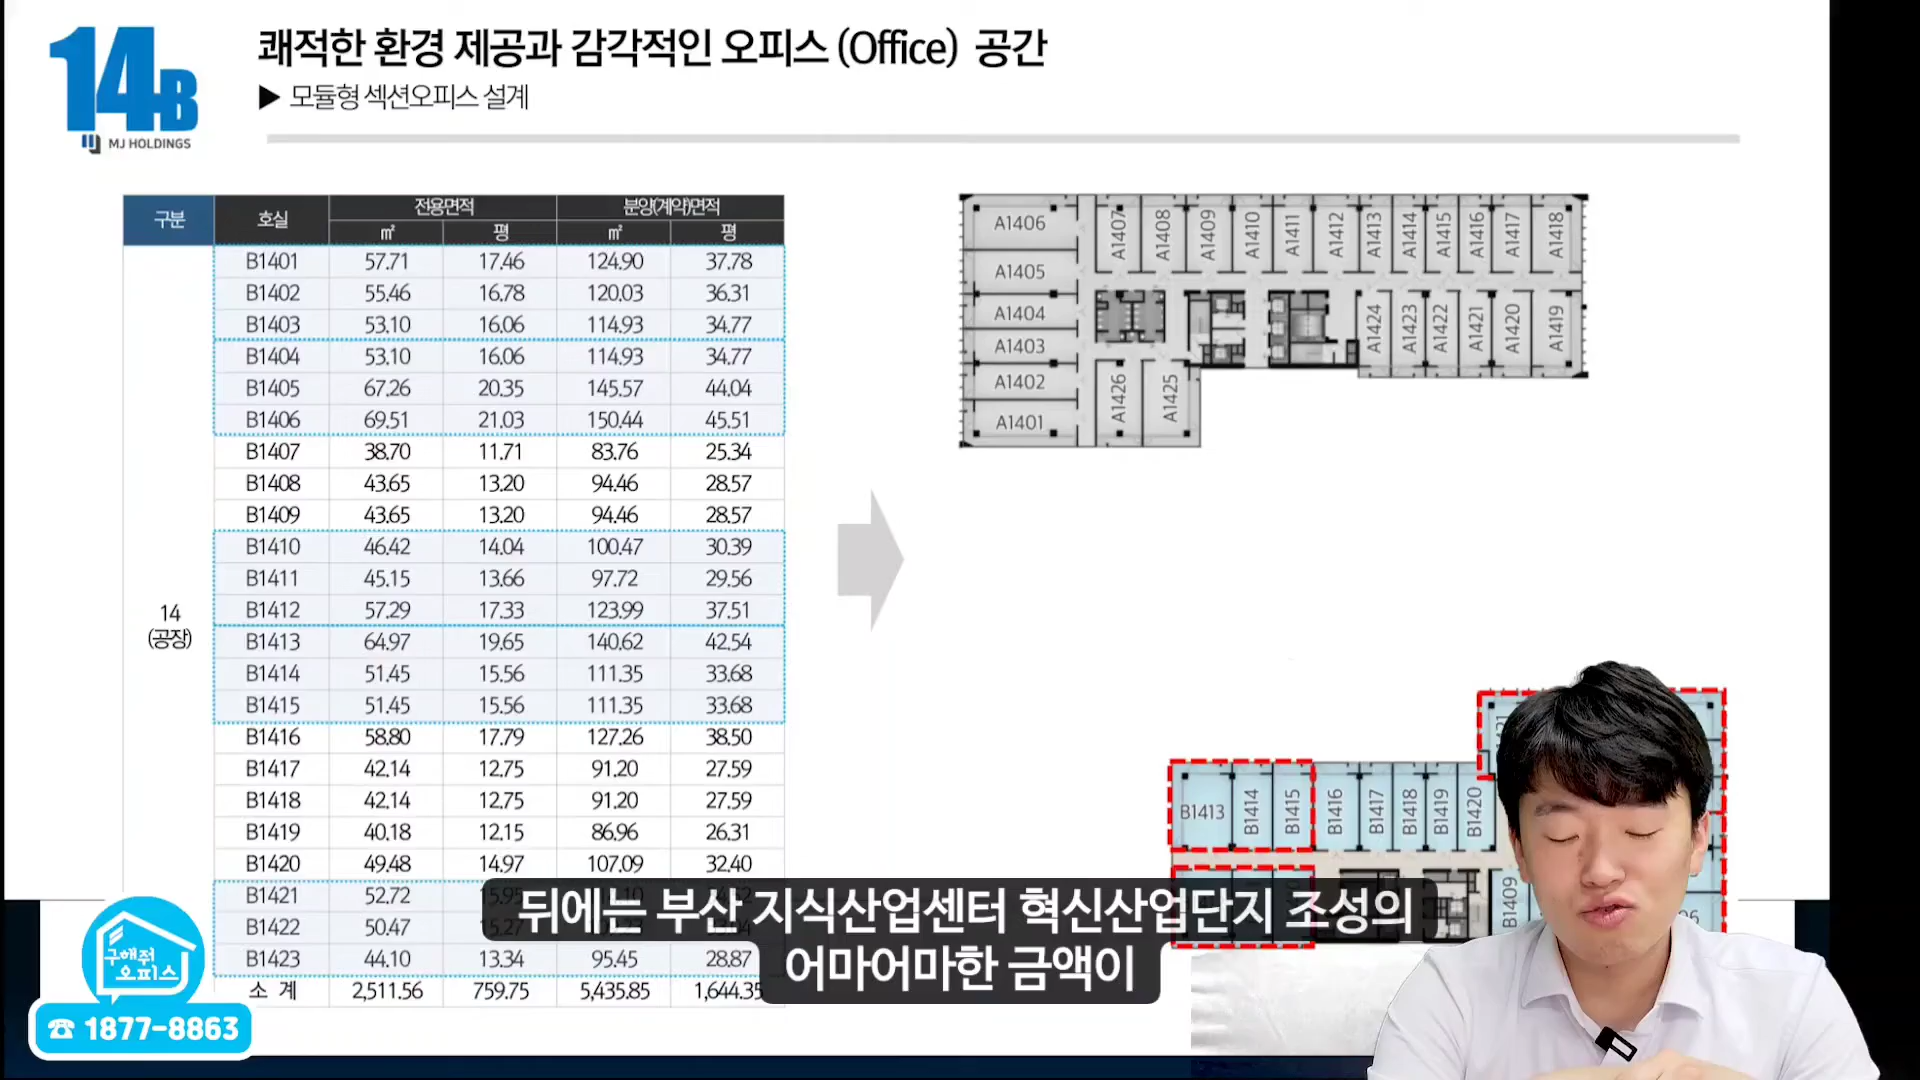 14B
MJ HOLDINGS
쾌적한 환경 제공과 감각적인 오피스 (Office) 공간
▶ 모듈형 섹션오피스 설계
구분 호실 전용면적 분양(계약)면적
㎡ 평 ㎡ 평
14
(공장)
B1401 57.71 17.46 124.90 37.78
B1402 55.46 16.78 120.03 36.31
B1403 53.10 16.06 114.93 34.77
B1404 53.10 16.06 114.93 34.77
B1405 67.26 20.35 145.57 44.04
B1406 69.51 21.03 150.44 45.51
B1407 38.70 11.71 83.76 25.34
B1408 43.65 13.20 94.46 28.57
B1409 43.65 13.20 94.46 28.57
B1410 46.42 14.04 100.47 30.39
B1411 45.15 13.66 97.72 29.56
B1412 57.29 17.33 123.99 37.51
B1413 64.97 19.65 140.62 42.54
B1414 51.45 15.56 111.35 33.68
B1415 51.45 15.56 111.35 33.68
B1416 58.80 17.79 127.26 38.50
B1417 42.14 12.75 91.20 27.59
B1418 42.14 12.75 91.20 27.59
B1419 40.18 12.15 86.96 26.31
B1420 49.48 14.97 107.09 32.40
B1421 52.72
B1422 50.47
B1423 44.10 13.34 95.45 28.87
소 계 2,511.56 759.75 5,435.85 1,644.35
A1406
A1405
A1404
A1403
A1402
A1401
A1407 A1408 A1409 A1410 A1411 A1412 A1413 A1414 A1415 A1416 A1417 A1418
A1424 A1423 A1422 A1421 A1420 A1419
A1426 A1425
B1413 B1414 B1415 B1416 B1417 B1418 B1419 B1420
B1409
뒤에는 부산 지식산업센터 혁신산업단지 조성의
어마어마한 금액이
구해줘
오피스
☎ 1877-8863